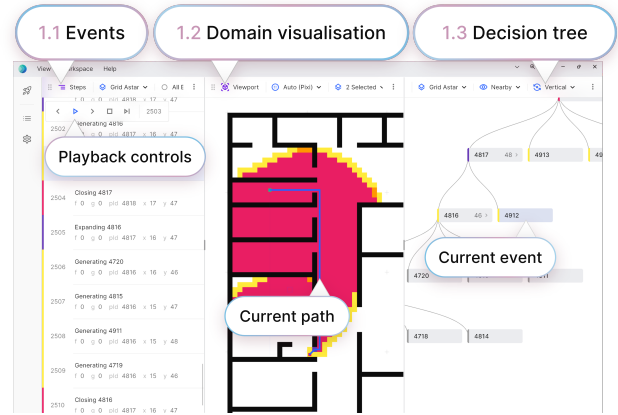 1.1 Events
1.2 Domain visualisation
1.3 Decision tree
View
Workspace
Help
Steps
Grid Astar
All E
Viewport
Auto (Pixi)
2 Selected
Grid Astar
Nearby
Vertical
f 0 g 0 pId 4816 x 17 y 47
2503
2502
Generating 4816
Playback controls
2504
Closing 4817
f 0 g 0 pId 4818 x 17 y 47
2505
Expanding 4816
f 0 g 0 pId 4817 x 16 y 47
2506
Generating 4720
f 0 g 0 pId 4816 x 16 y 46
2507
Generating 4815
f 0 g 0 pId 4816 x 15 y 47
2508
Generating 4911
f 0 g 0 pId 4816 x 15 y 48
2509
Generating 4719
f 0 g 0 pId 4816 x 15 y 46
2510
Closing 4816
f 0 g 0 pId 4817 x 16 y 47
Current path
4817 48
4913
4816 46
4912
Current event
4720
4718
4814